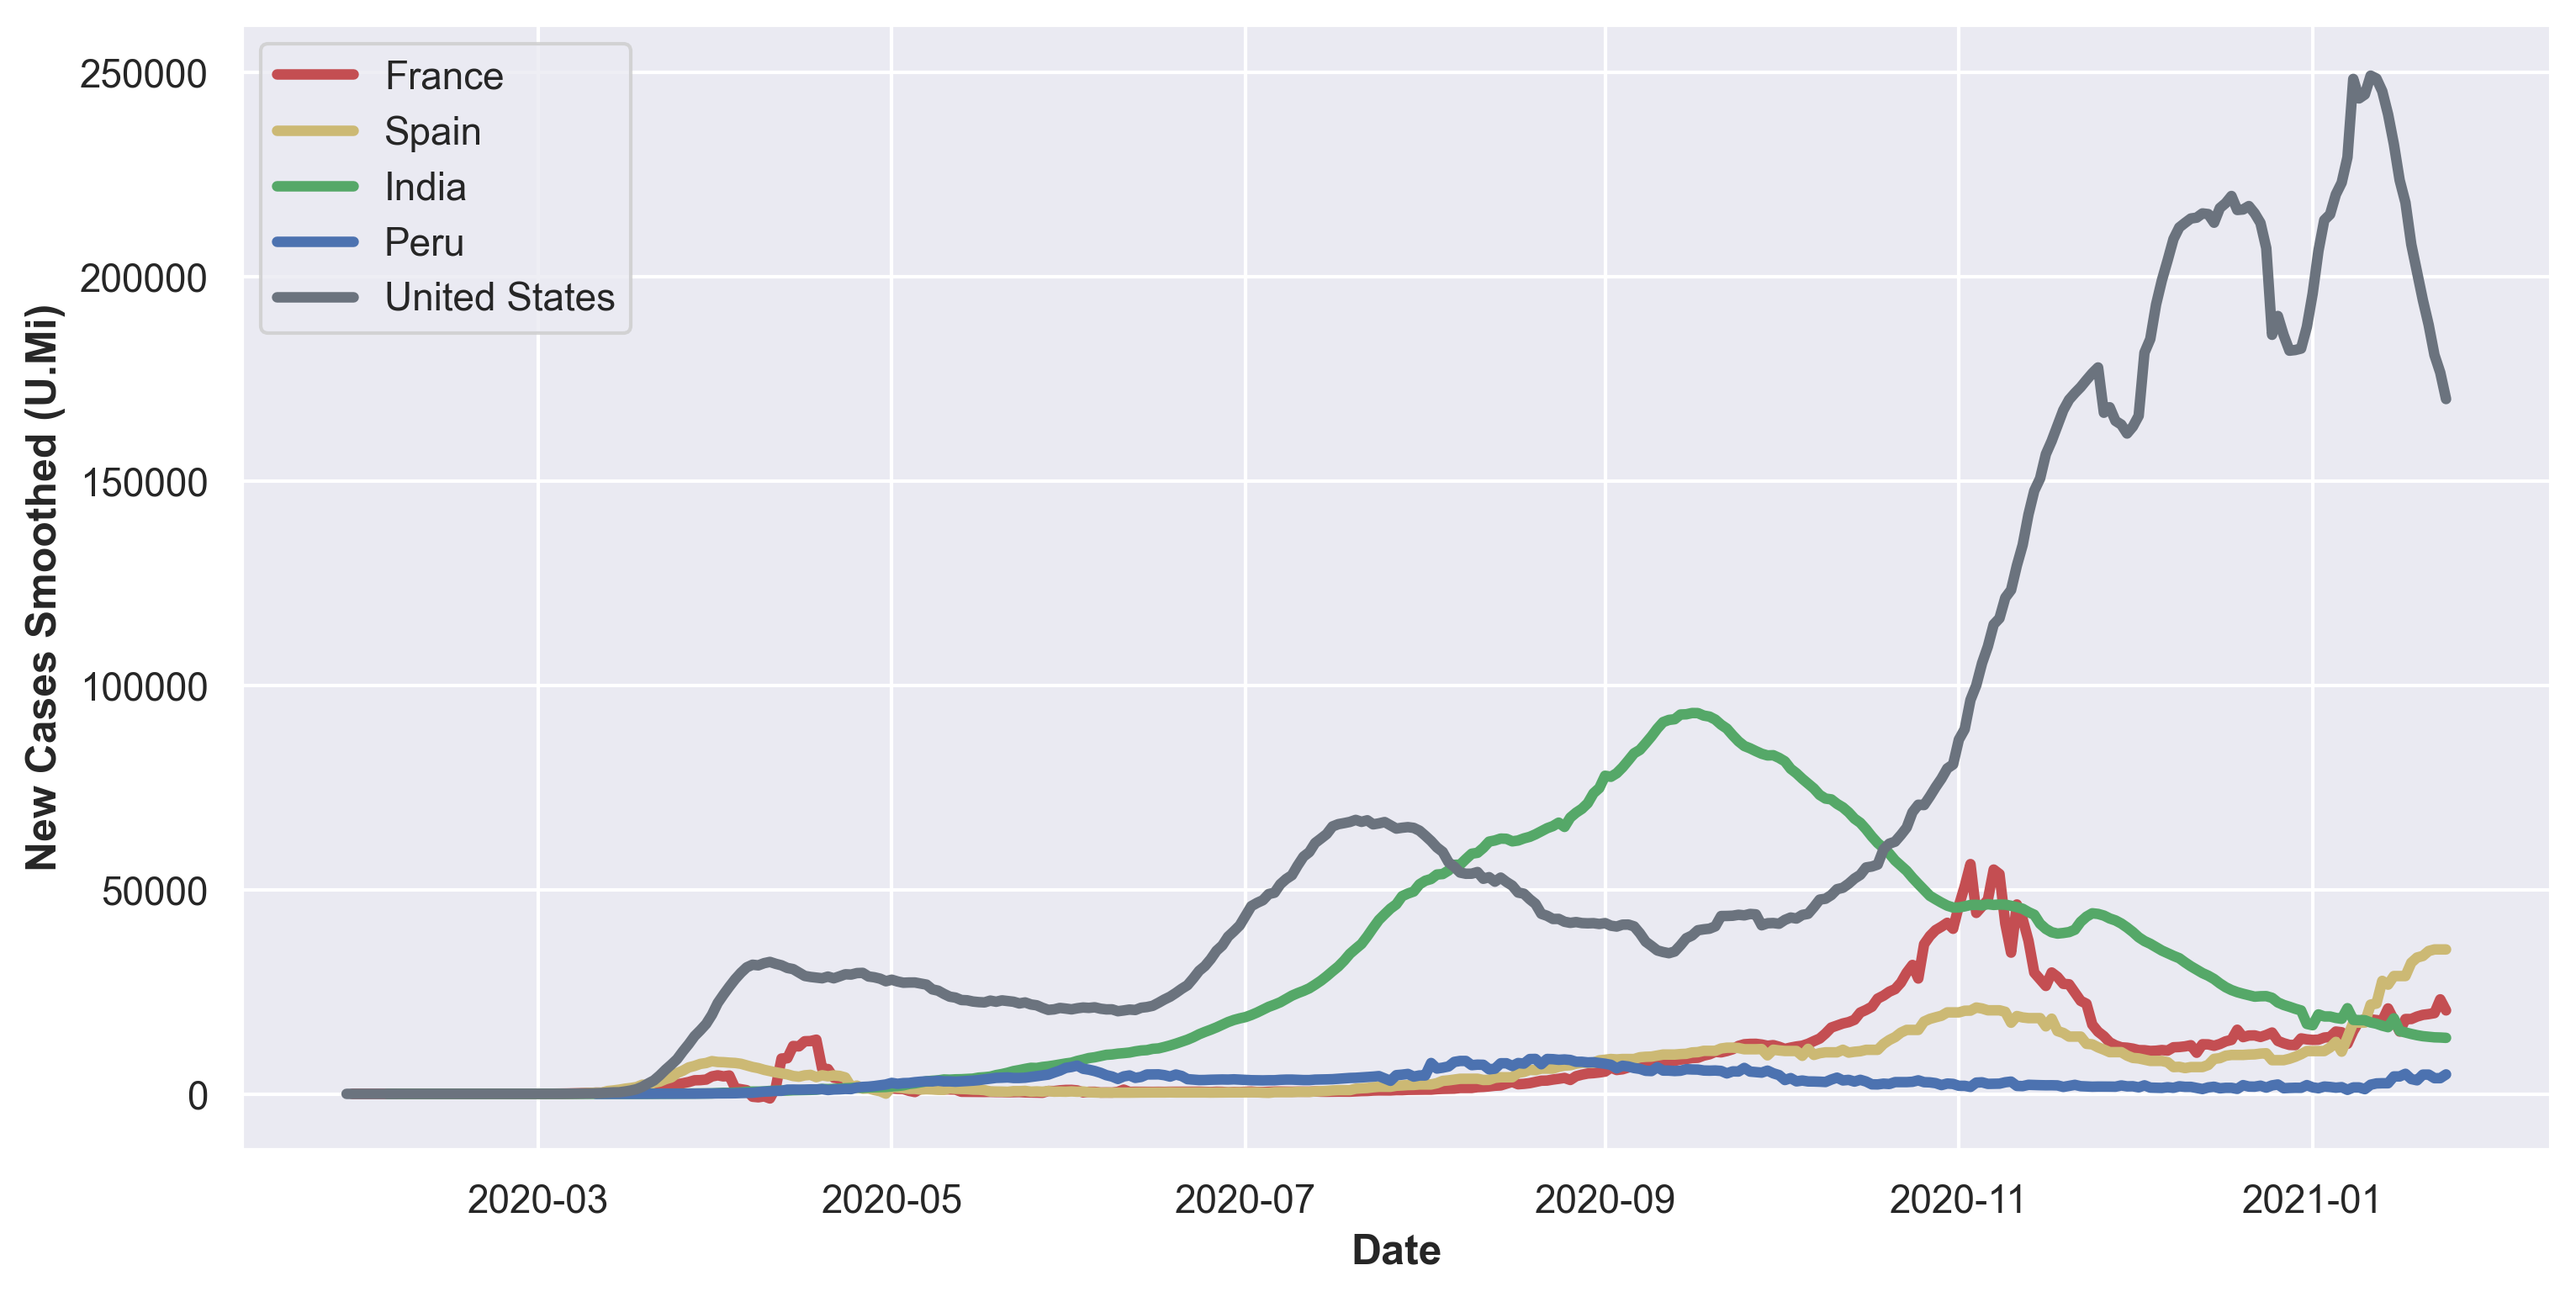 France
Spain
India
Peru
United States
250000
200000
150000
100000
50000
0
New Cases Smoothed (U.Mi)
2020-03
2020-05
2020-07
2020-09
2020-11
2021-01
Date